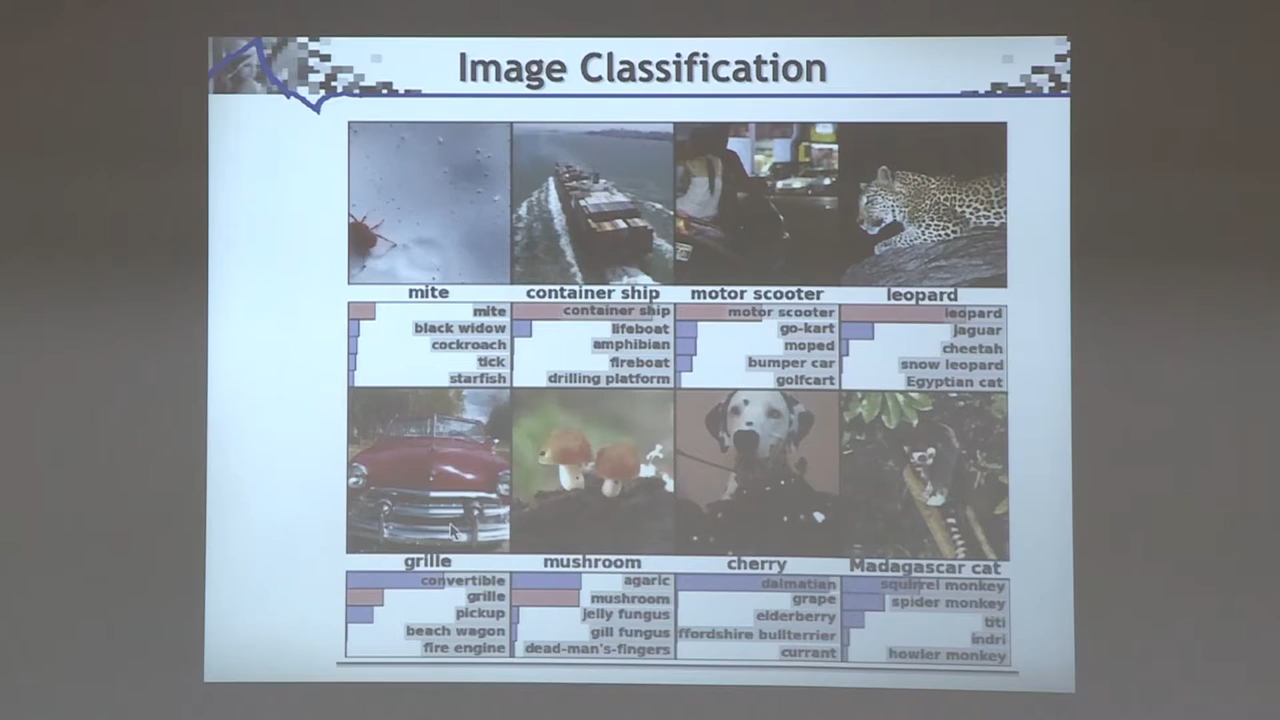 Image Classification
mite container ship motor scooter leopard
mite
black widow
cockroach
tick
starfish
container ship
lifeboat
amphibian
fireboat
drilling platform
motor scooter
go-kart
moped
bumper car
golfcart
leopard
jaguar
cheetah
snow leopard
Egyptian cat
grille mushroom cherry Madagascar cat
convertible
grille
pickup
beach wagon
fire engine
agaric
mushroom
jelly fungus
gill fungus
dead-man's-fingers
dalmatian
grape
elderberry
ffordshire bullterrier
currant
squirrel monkey
spider monkey
titi
indri
howler monkey